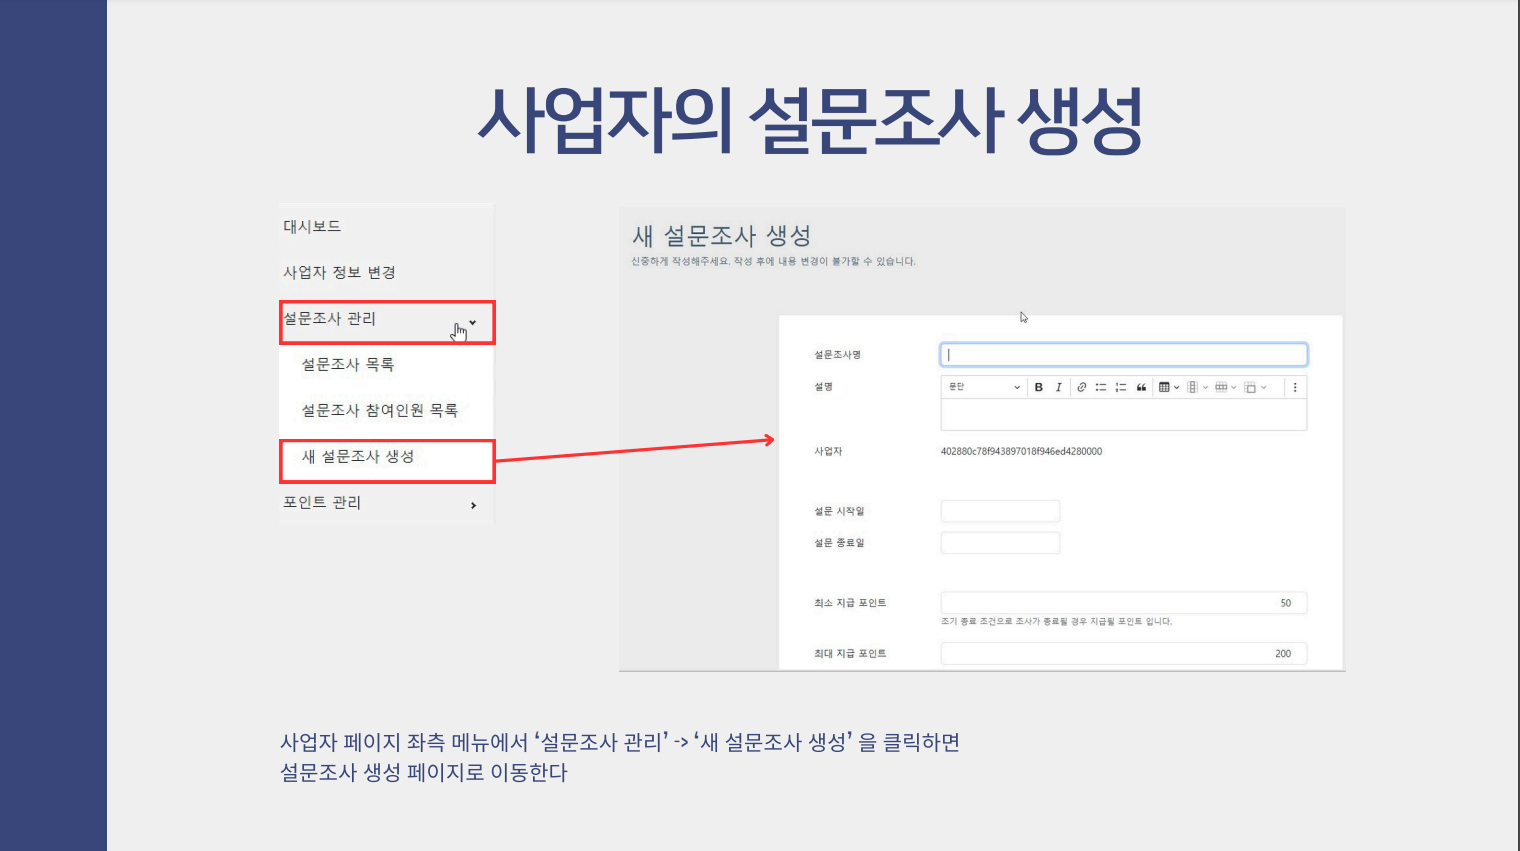 사업자의 설문조사 생성
대시보드
사업자 정보 변경
설문조사 관리
설문조사 목록
설문조사 참여인원 목록
새 설문조사 생성
포인트 관리
새 설문조사 생성
신중하게 작성해주세요. 작성 후에 내용 변경이 불가할 수 있습니다.
설문조사명
설명
문단
B I
사업자 402880c78f943897018f946ed4280000
설문 시작일
설문 종료일
최소 지급 포인트 50
조기 종료 조건으로 조사가 종료될 경우 지급될 포인트 입니다.
최대 지급 포인트 200
사업자 페이지 좌측 메뉴에서 ‘설문조사 관리’ -> ‘새 설문조사 생성’ 을 클릭하면
설문조사 생성 페이지로 이동한다